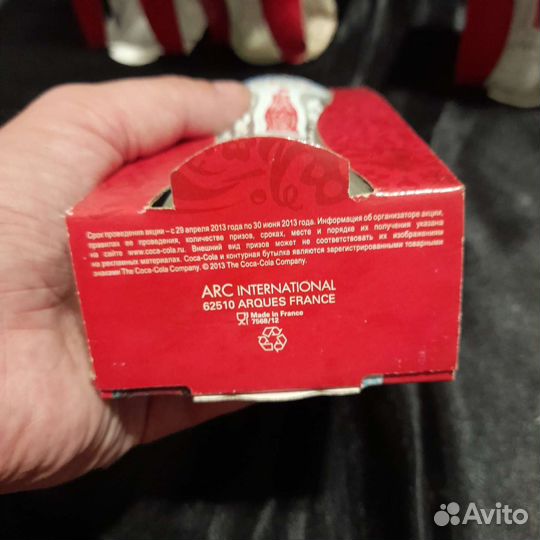 Срок проведения акции – с 29 апреля 2013 года по 30 июня 2013 года. Информация об организаторе акции,
правилах ее проведения, количестве призов, сроках, месте и порядке их получения указана
на сайте www.coca-cola.ru. Внешний вид призов может не соответствовать их изображениям
на рекламных материалах. Coca-Cola и контурная бутылка являются зарегистрированными товарными
знаками The Coca-Cola Company. © 2013 The Coca-Cola Company.
ARC INTERNATIONAL
62510 ARQUES FRANCE
Made in France
7568/12
Avito